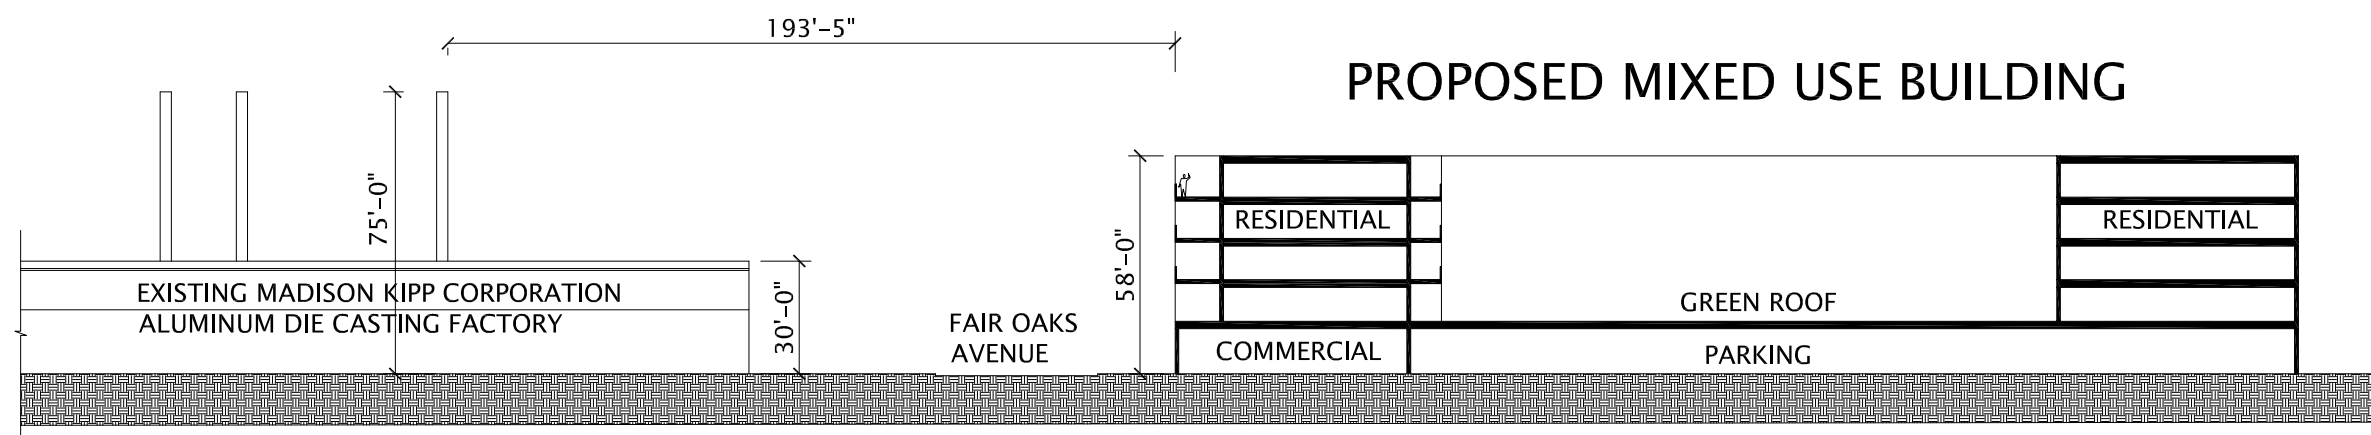 193'-5"
PROPOSED MIXED USE BUILDING
75'-0"
EXISTING MADISON KIPP CORPORATION
ALUMINUM DIE CASTING FACTORY
30'-0"
FAIR OAKS
AVENUE
58'-0"
RESIDENTIAL
RESIDENTIAL
GREEN ROOF
COMMERCIAL
PARKING